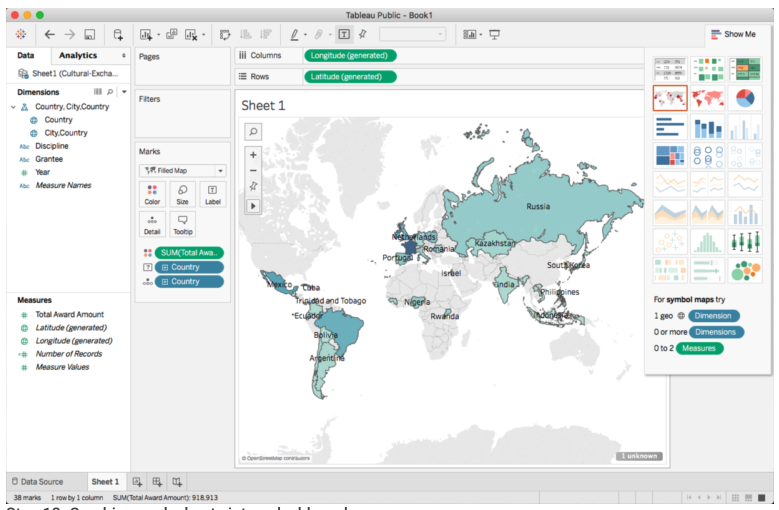 Tableau Public - Book1
Show Me
Data
Analytics
Pages
Columns
Longitude (generated)
Rows
Latitude (generated)
Sheet1 (Cultural-Excha...
Dimensions
Country, City,Country
Country
City,Country
Abc Discipline
Abc Grantee
# Year
Abc Measure Names
Measures
# Total Award Amount
Latitude (generated)
Longitude (generated)
=# Number of Records
# Measure Values
Filters
Marks
Filled Map
Color
Size
Label
Detail
Tooltip
SUM(Total Awa..
Country
Country
Sheet 1
Russia
Netherlands
Kazakhstan
Romania
Portugal
South Korea
Israel
Mexico
Cuba
India
Philippines
Trinidad and Tobago
Nigeria
Ecuador
Rwanda
Indonesia
Bolivia
Argentina
© OpenStreetMap contributors
1 unknown
For symbol maps try
1 geo
Dimension
0 or more
Dimensions
0 to 2
Measures
Data Source
Sheet 1
38 marks
1 row by 1 column
SUM(Total Award Amount): 918,913